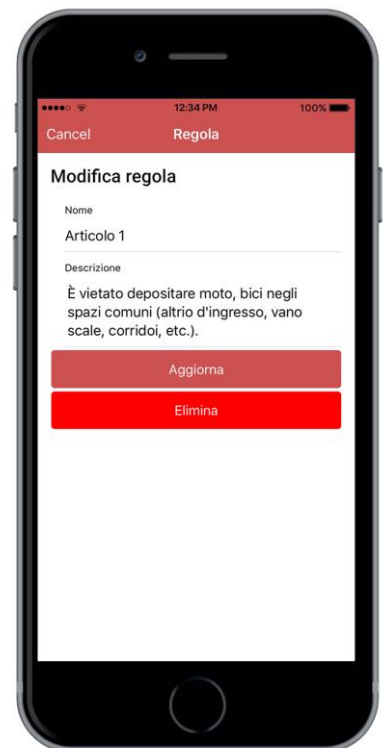 12:34 PM
100%
Cancel
Regola
Modifica regola
Nome
Articolo 1
Descrizione
È vietato depositare moto, bici negli
spazi comuni (altrio d'ingresso, vano
scale, corridoi, etc.).
Aggiorna
Elimina